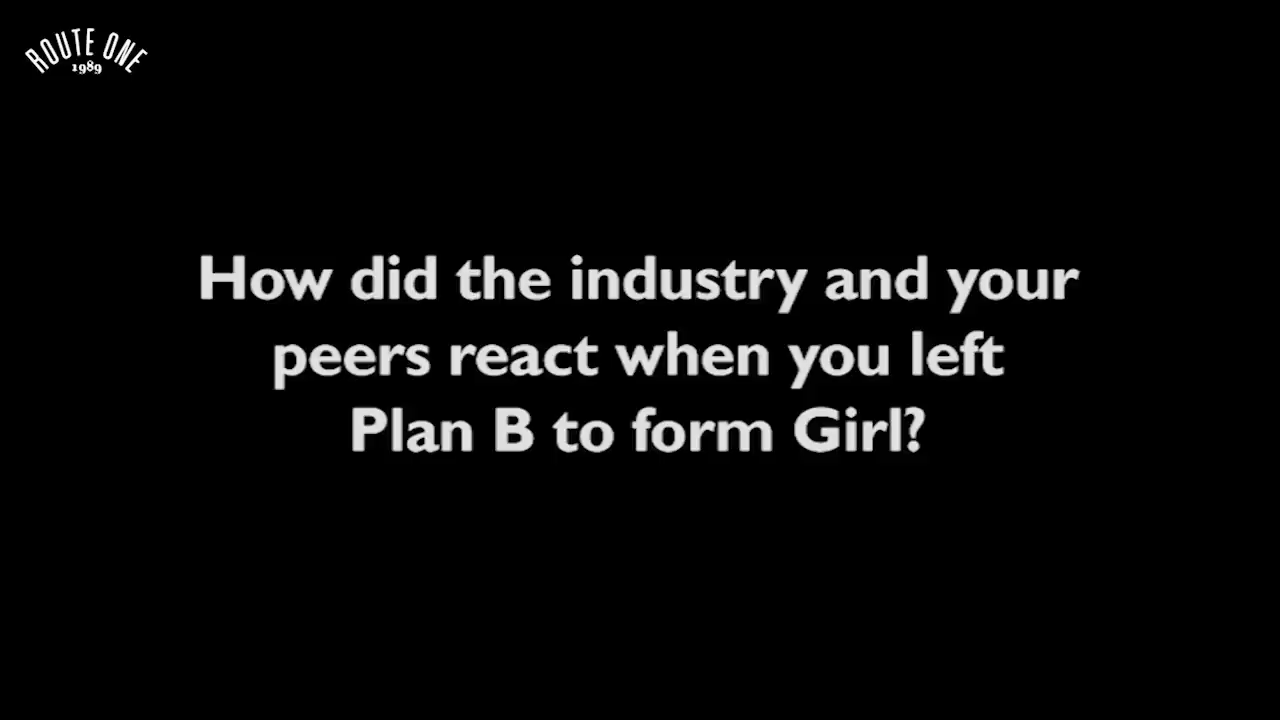 ROUTE ONE
1989
How did the industry and your
peers react when you left
Plan B to form Girl?